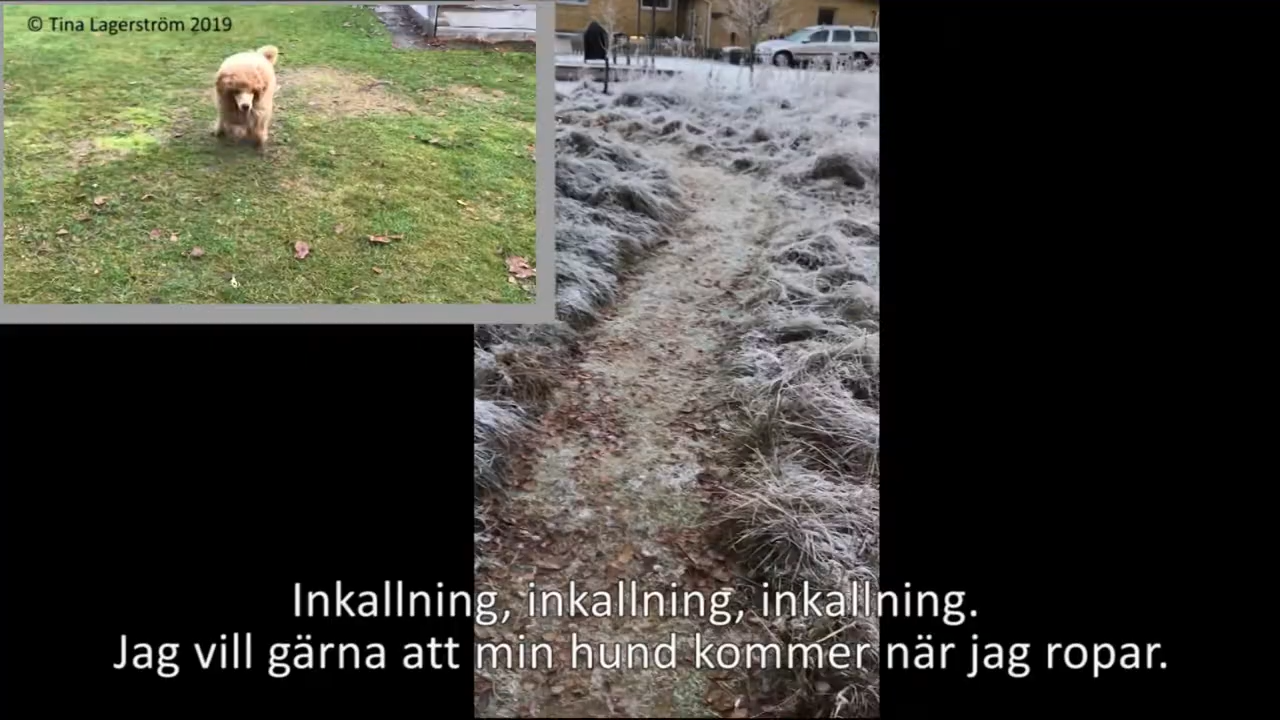 © Tina Lagerström 2019
Inkallning, inkallning, inkallning.
Jag vill gärna att min hund kommer när jag ropar.